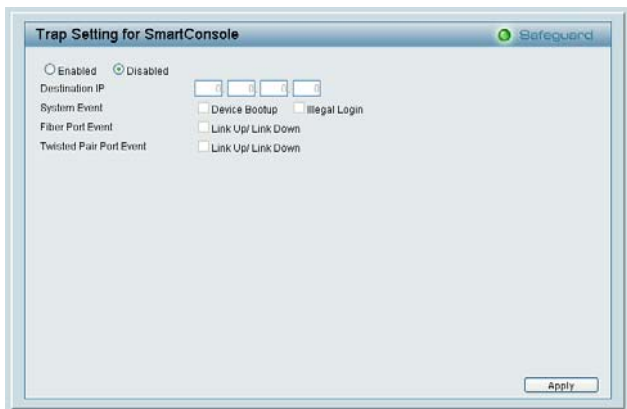 Trap Setting for SmartConsole
Safeguard
Enabled Disabled
Destination IP 0 0 0 0
System Event Device Bootup Illegal Login
Fiber Port Event Link Up/ Link Down
Twisted Pair Port Event Link Up/ Link Down
Apply